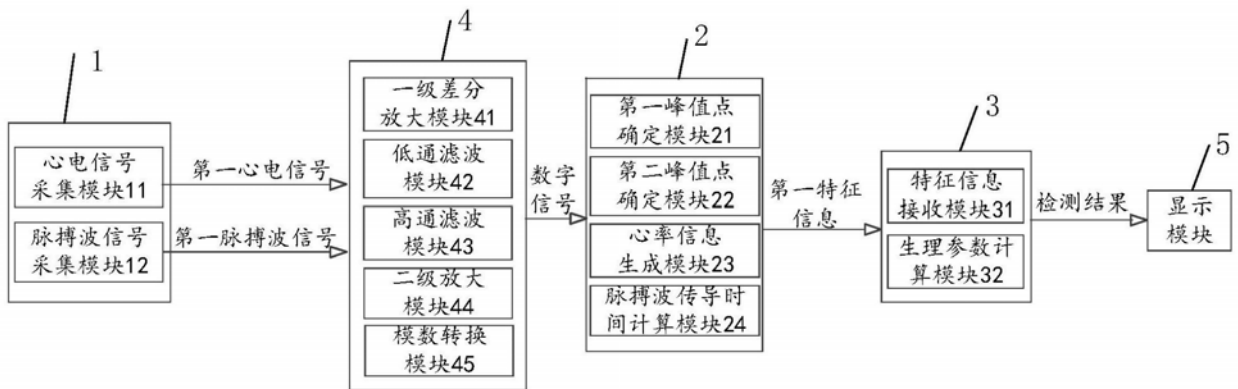 1
心电信号
采集模块11
脉搏波信号
采集模块12
第一心电信号
第一脉搏波信号
4
一级差分
放大模块41
低通滤波
模块42
高通滤波
模块43
二级放大
模块44
模数转换
模块45
数字
信号
2
第一峰值点
确定模块21
第二峰值点
确定模块22
心率信息
生成模块23
脉搏波传导时
间计算模块24
第一特征
信息
3
特征信息
接收模块31
生理参数计
算模块32
检测结果
5
显示
模块